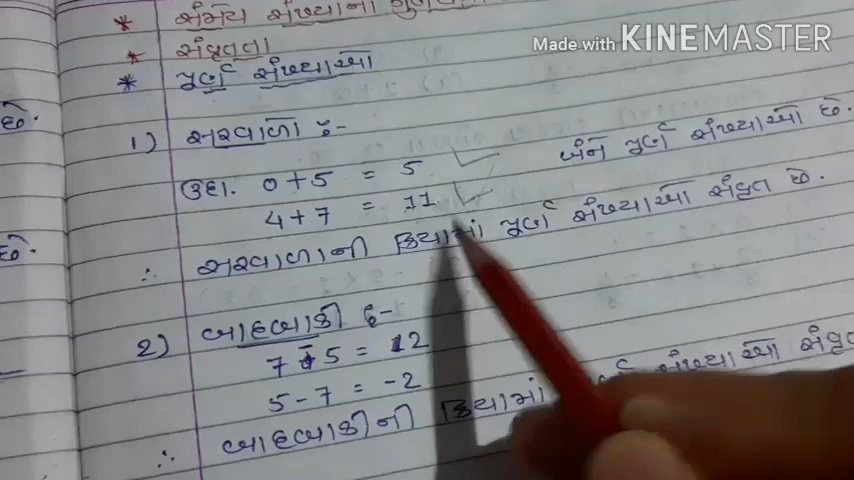 * સંમેય સંખ્યાના
Made with KINEMASTER
* સંવૃતતા
* પૂર્ણ સંખ્યાઓ
છે.
1) સરવાળા :-
ઉદા. 0 + 5 = 5 બંને પૂર્ણ સંખ્યાઓ છે.
4 + 7 = 11
છે.
∴ સરવાળાની ક્રિયામાં પૂર્ણ સંખ્યાઓ સંવૃત છે.
2) બાદબાકી :-
7 - 5 = 2
5 - 7 = -2
∴ બાદબાકીની ક્રિયામાં સંખ્યાઓ